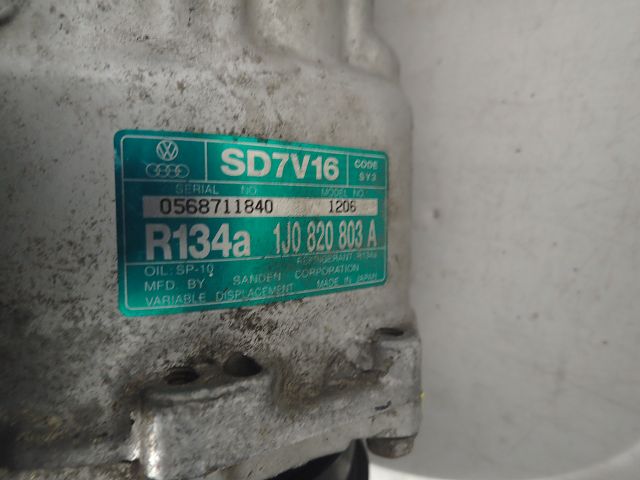 SD7V16 CODE SY3
SERIAL NO. MODEL NO.
0568711840 1206
R134a 1J0 820 803 A
REFRIGERANT R134a
OIL: SP-10
MFD. BY SANDEN CORPORATION
VARIABLE DISPLACEMENT MADE IN JAPAN